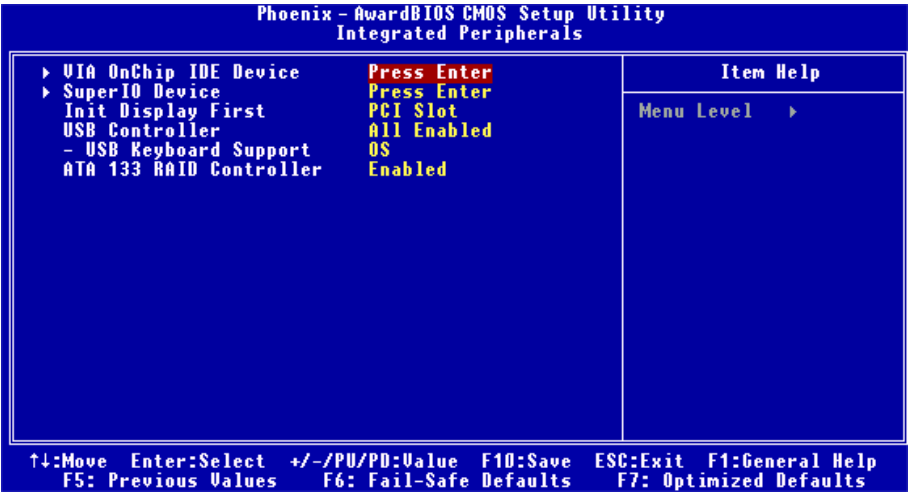 Phoenix - AwardBIOS CMOS Setup Utility
Integrated Peripherals
VIA OnChip IDE Device Press Enter
SuperIO Device Press Enter
Init Display First PCI Slot
USB Controller All Enabled
- USB Keyboard Support OS
ATA 133 RAID Controller Enabled
Item Help
Menu Level
↑↓:Move Enter:Select +/-/PU/PD:Value F10:Save ESC:Exit F1:General Help
F5: Previous Values F6: Fail-Safe Defaults F7: Optimized Defaults